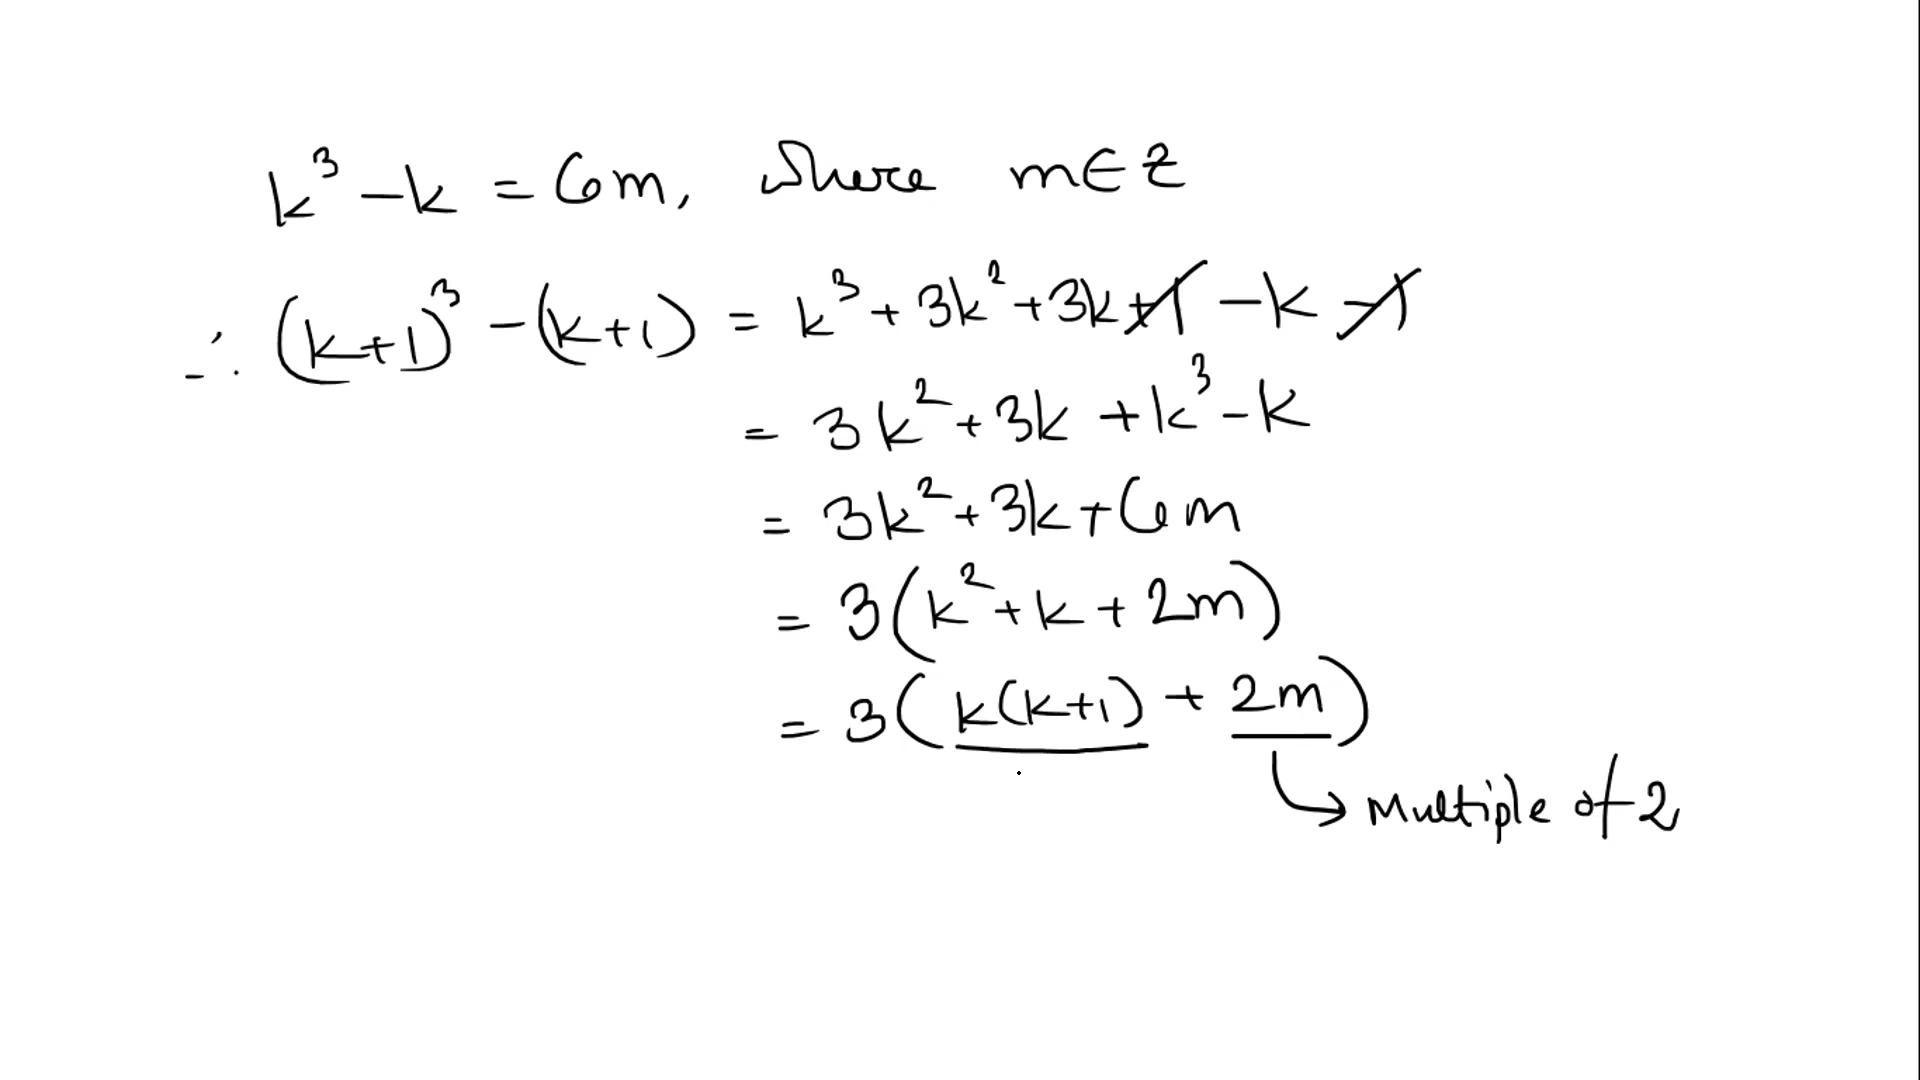 k³ - k = 6m, where m ∈ Z
∴ (k+1)³ - (k+1) = k³ + 3k² + 3k + 1 - k - 1
= 3k² + 3k + k³ - k
= 3k² + 3k + 6m
= 3(k² + k + 2m)
= 3(k(k+1) + 2m)
↳ Multiple of 2